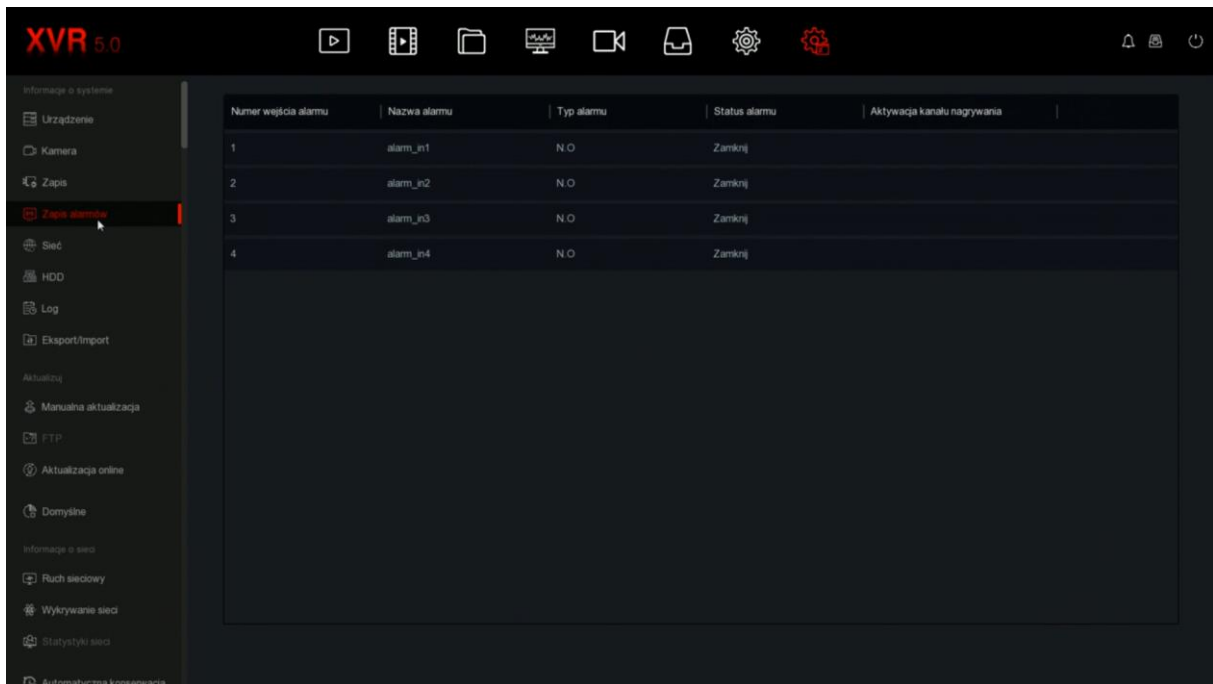 XVR 5.0
Informacje o systemie
Urządzenie
Kamera
Zapis
Zapis alarmów
Sieć
HDD
Log
Eksport/Import
Aktualizuj
Manualna aktualizacja
FTP
Aktualizacja online
Domyślne
Informacje o sieci
Ruch sieciowy
Wykrywanie sieci
Statystyki sieci
Automatyczna konserwacja
Numer wejścia alarmu Nazwa alarmu Typ alarmu Status alarmu Aktywacja kanału nagrywania
1 alarm_in1 N.O Zamknij
2 alarm_in2 N.O Zamknij
3 alarm_in3 N.O Zamknij
4 alarm_in4 N.O Zamknij